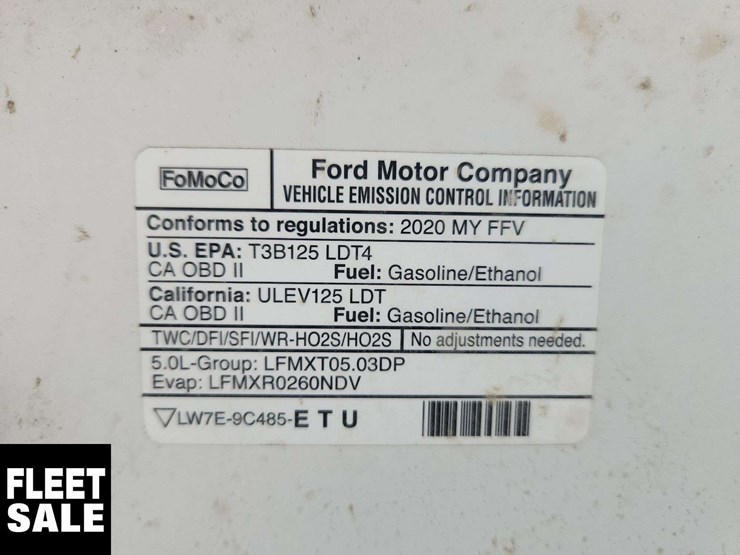 FoMoCo
Ford Motor Company
VEHICLE EMISSION CONTROL INFORMATION
Conforms to regulations: 2020 MY FFV
U.S. EPA: T3B125 LDT4
CA OBD II Fuel: Gasoline/Ethanol
California: ULEV125 LDT
CA OBD II Fuel: Gasoline/Ethanol
TWC/DFI/SFI/WR-HO2S/HO2S No adjustments needed.
5.0L-Group: LFMXT05.03DP
Evap: LFMXR0260NDV
LW7E-9C485-E T U
FLEET
SALE